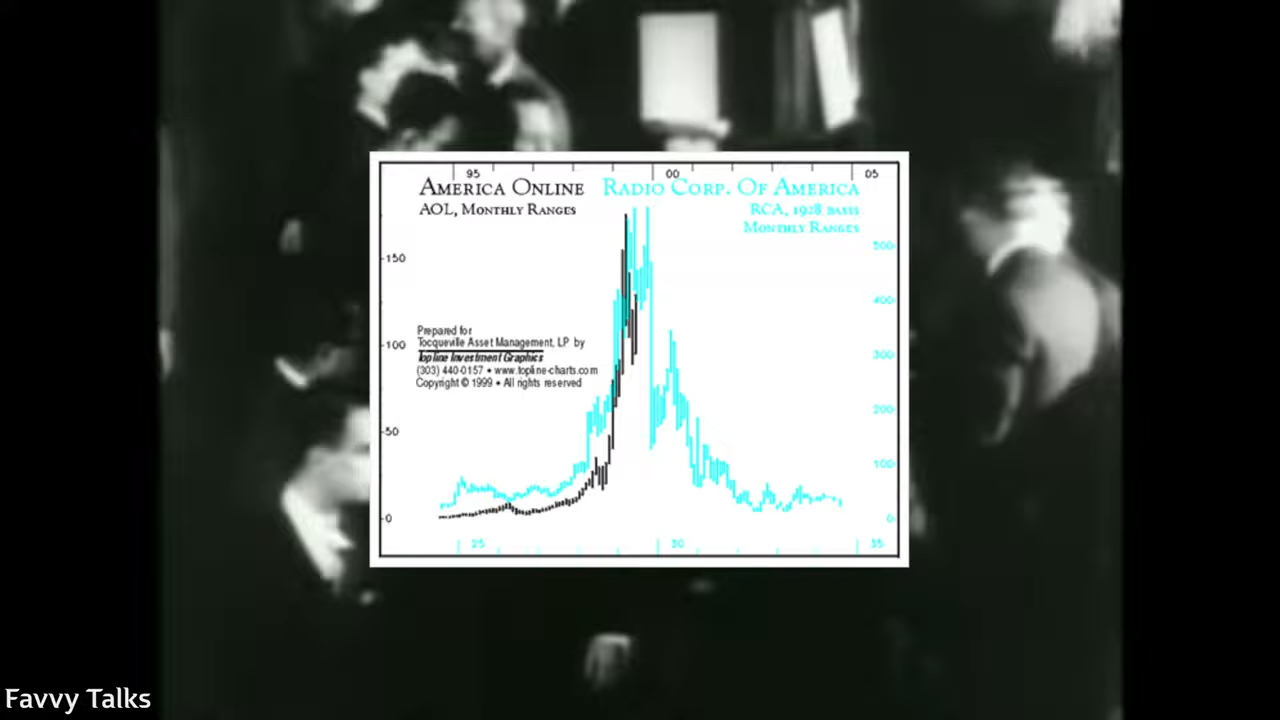 95 00 05
America Online Radio Corp. Of America
AOL, Monthly Ranges RCA, 1928 basis
Monthly Ranges
500
150
400
Prepared for
Tocqueville Asset Management, LP by
100
Topline Investment Graphics
300
(303) 440-0157 • www.topline-charts.com
Copyright © 1999 • All rights reserved
200
50
100
0 0
25 30 35
Favvy Talks